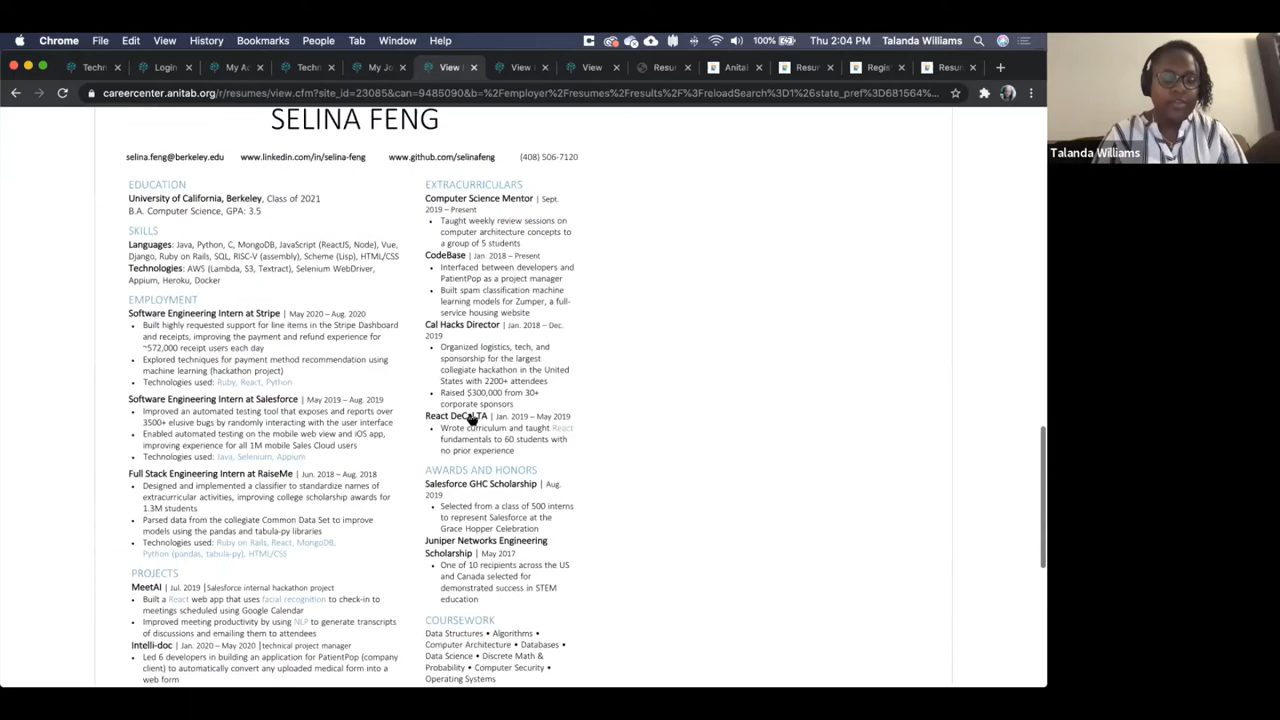 Chrome File Edit View History Bookmarks People Tab Window Help 100% Thu 2:04 PM Talanda Williams
Techn Login My Ac Techn My Jo View View View Resur Anital Resur Regis Resun
careercenter.anitab.org/r/resumes/view.cfm?site_id=23085&can=9485090&b=%2Femployer%2Fresumes%2Fresults%2F%3FreloadSearch%3D1%26state_pref%3D681564%...
Talanda Williams
SELINA FENG
selina.feng@berkeley.edu www.linkedin.com/in/selina-feng www.github.com/selinafeng (408) 506-7120
EDUCATION
University of California, Berkeley, Class of 2021
B.A. Computer Science, GPA: 3.5
SKILLS
Languages: Java, Python, C, MongoDB, JavaScript (ReactJS, Node), Vue,
Django, Ruby on Rails, SQL, RISC-V (assembly), Scheme (Lisp), HTML/CSS
Technologies: AWS (Lambda, S3, Textract), Selenium WebDriver,
Appium, Heroku, Docker
EMPLOYMENT
Software Engineering Intern at Stripe | May 2020 – Aug. 2020
• Built highly requested support for line items in the Stripe Dashboard
and receipts, improving the payment and refund experience for
~572,000 receipt users each day
• Explored techniques for payment method recommendation using
machine learning (hackathon project)
• Technologies used: Ruby, React, Python
Software Engineering Intern at Salesforce | May 2019 – Aug. 2019
• Improved an automated testing tool that exposes and reports over
3500+ elusive bugs by randomly interacting with the user interface
• Enabled automated testing on the mobile web view and iOS app,
improving experience for all 1M mobile Sales Cloud users
• Technologies used: Java, Selenium, Appium
Full Stack Engineering Intern at RaiseMe | Jun. 2018 – Aug. 2018
• Designed and implemented a classifier to standardize names of
extracurricular activities, improving college scholarship awards for
1.3M students
• Parsed data from the collegiate Common Data Set to improve
models using the pandas and tabula-py libraries
• Technologies used: Ruby on Rails, React, MongoDB,
Python (pandas, tabula-py), HTML/CSS
PROJECTS
MeetAI | Jul. 2019 |Salesforce internal hackathon project
• Built a React web app that uses facial recognition to check-in to
meetings scheduled using Google Calendar
• Improved meeting productivity by using NLP to generate transcripts
of discussions and emailing them to attendees
Intelli-doc | Jan. 2020 – May 2020 |technical project manager
• Led 6 developers in building an application for PatientPop (company
client) to automatically convert any uploaded medical form into a
web form
EXTRACURRICULARS
Computer Science Mentor | Sept.
2019 – Present
• Taught weekly review sessions on
computer architecture concepts to
a group of 5 students
CodeBase | Jan. 2018 – Present
• Interfaced between developers and
PatientPop as a project manager
• Built spam classification machine
learning models for Zumper, a full-
service housing website
Cal Hacks Director | Jan. 2018 – Dec.
2019
• Organized logistics, tech, and
sponsorship for the largest
collegiate hackathon in the United
States with 2200+ attendees
• Raised $300,000 from 30+
corporate sponsors
React DeCal TA | Jan. 2019 – May 2019
• Wrote curriculum and taught React
fundamentals to 60 students with
no prior experience
AWARDS AND HONORS
Salesforce GHC Scholarship | Aug.
2019
• Selected from a class of 500 interns
to represent Salesforce at the
Grace Hopper Celebration
Juniper Networks Engineering
Scholarship | May 2017
• One of 10 recipients across the US
and Canada selected for
demonstrated success in STEM
education
COURSEWORK
Data Structures • Algorithms •
Computer Architecture • Databases •
Data Science • Discrete Math &
Probability • Computer Security •
Operating Systems